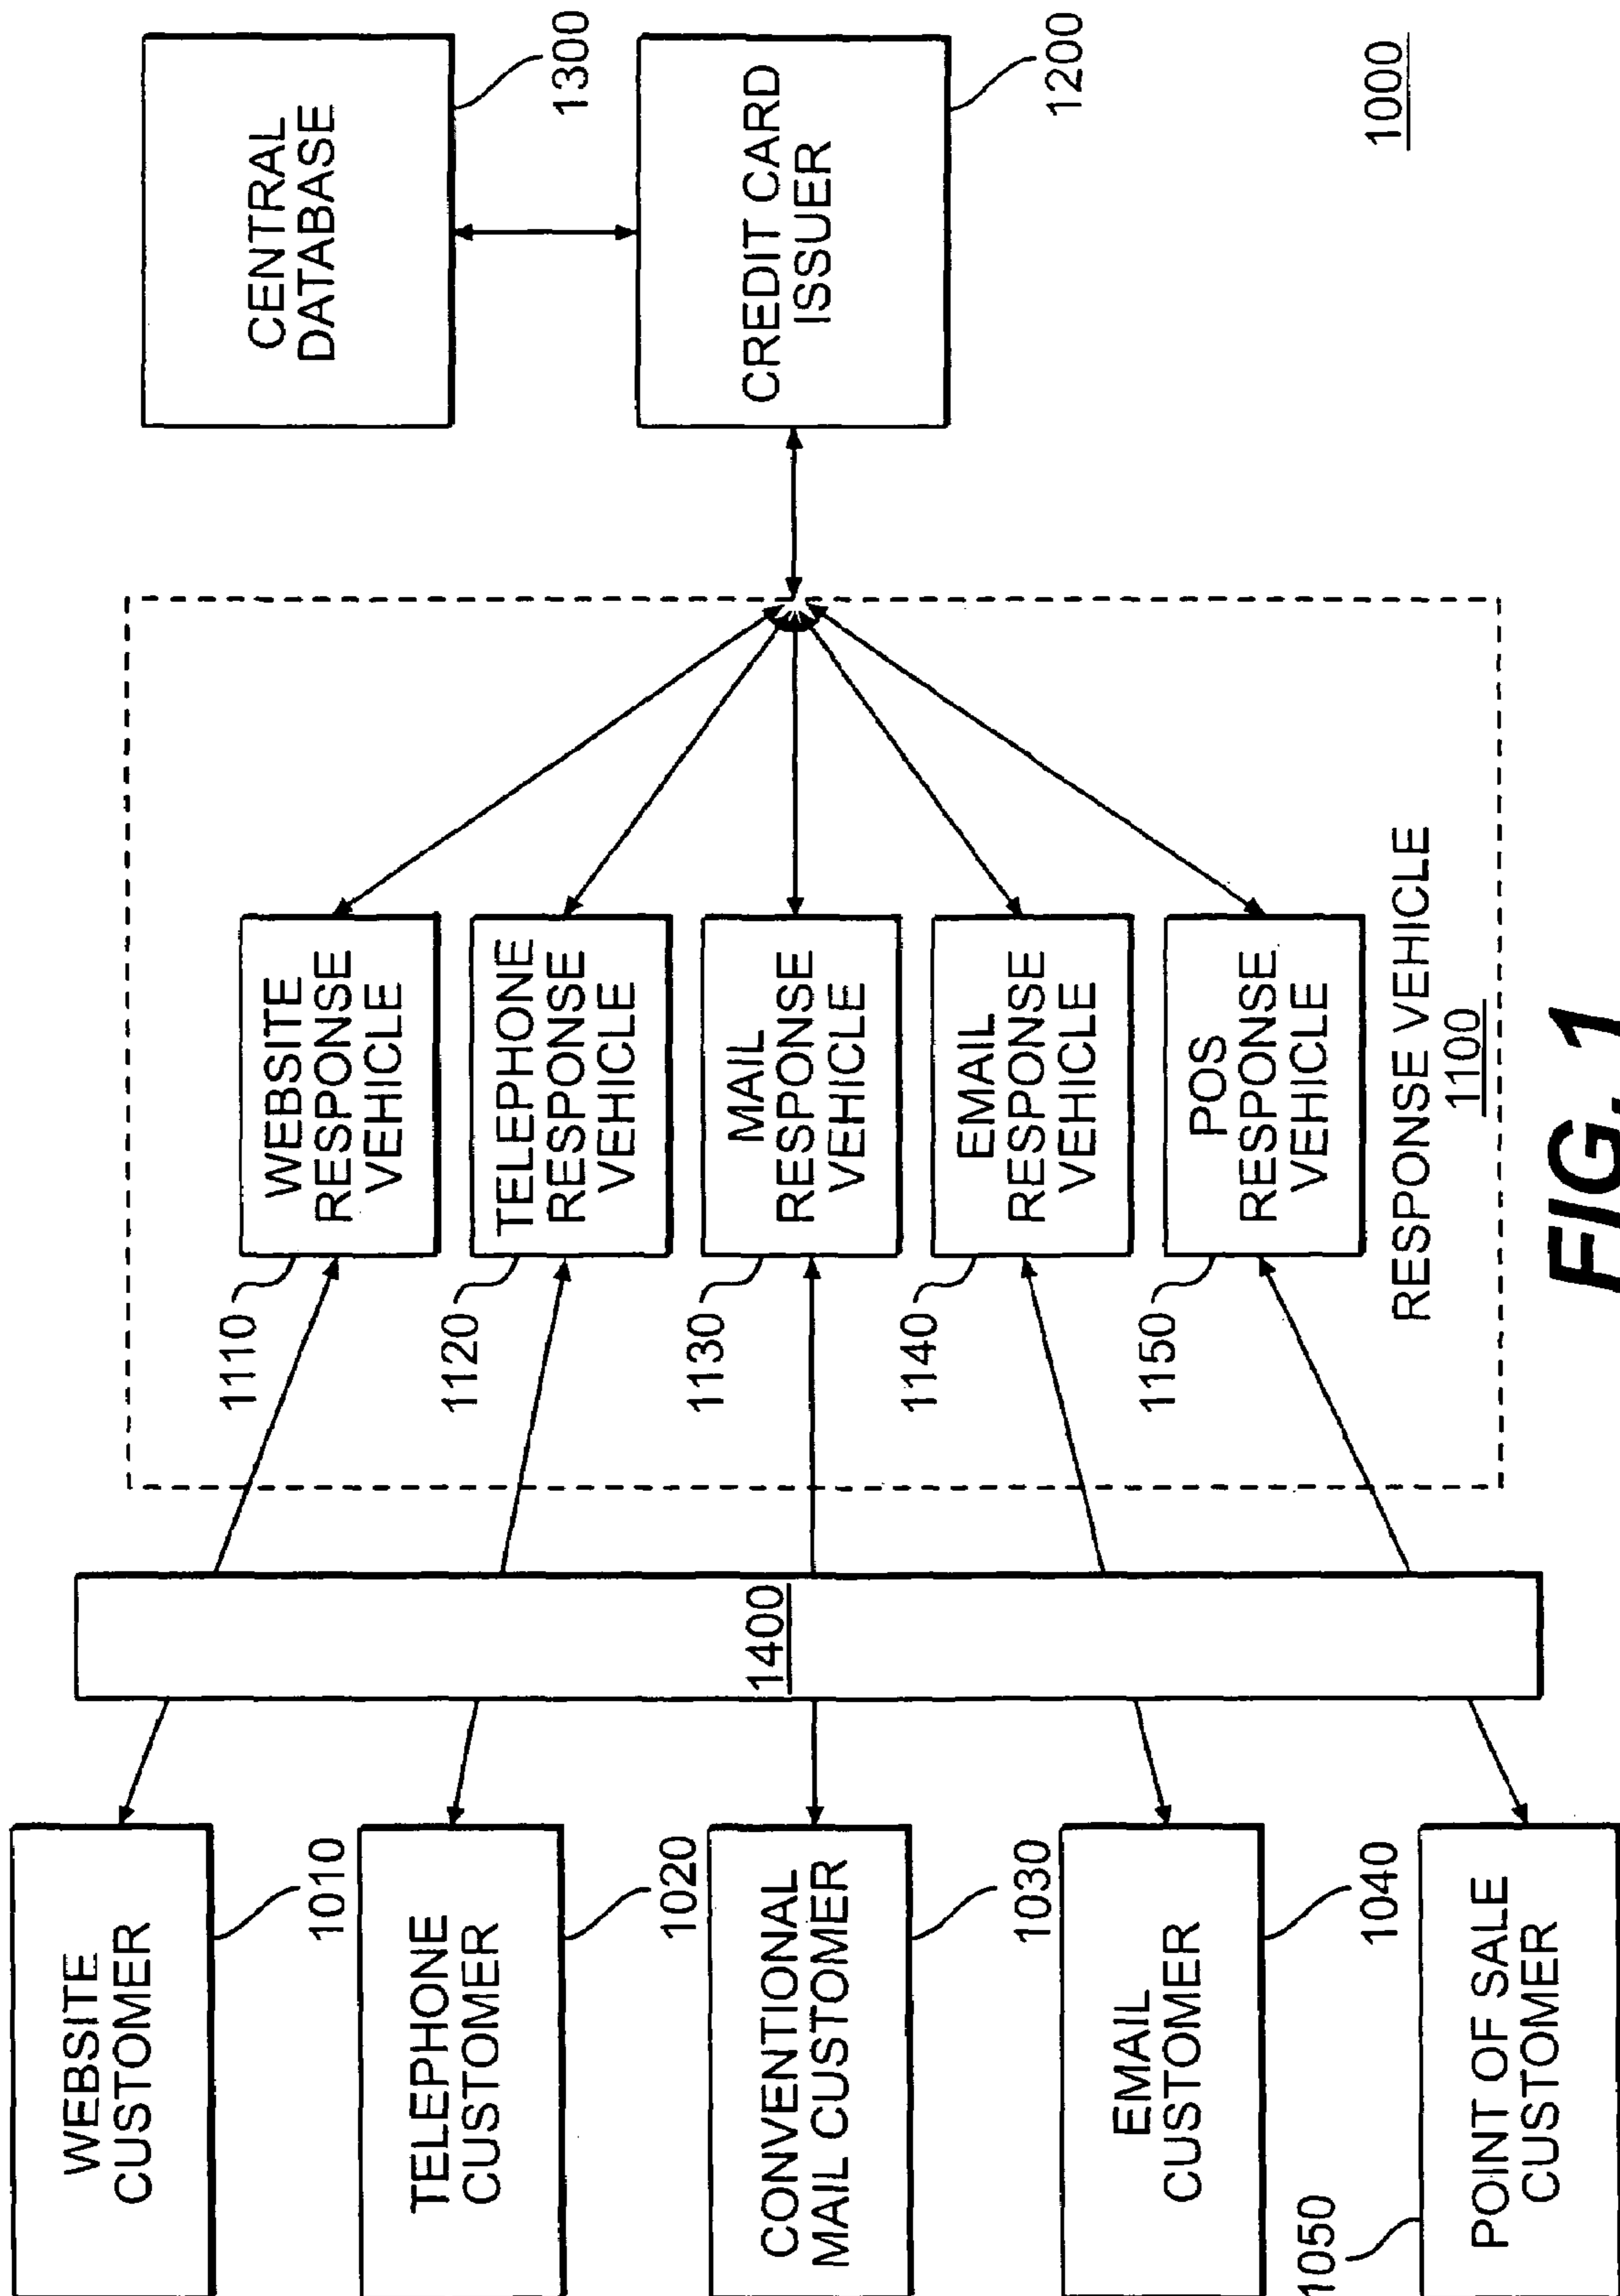 WEBSITE
CUSTOMER
1010
TELEPHONE
CUSTOMER
1020
CONVENTIONAL
MAIL CUSTOMER
1030
EMAIL
CUSTOMER
1040
POINT OF SALE
CUSTOMER
1050
1400
WEBSITE
RESPONSE
VEHICLE
1110
TELEPHONE
RESPONSE
VEHICLE
1120
MAIL
RESPONSE
VEHICLE
1130
EMAIL
RESPONSE
VEHICLE
1140
POS
RESPONSE
VEHICLE
1150
RESPONSE VEHICLE
1100
CENTRAL
DATABASE
1300
CREDIT CARD
ISSUER
1200
1000
FIG. 1